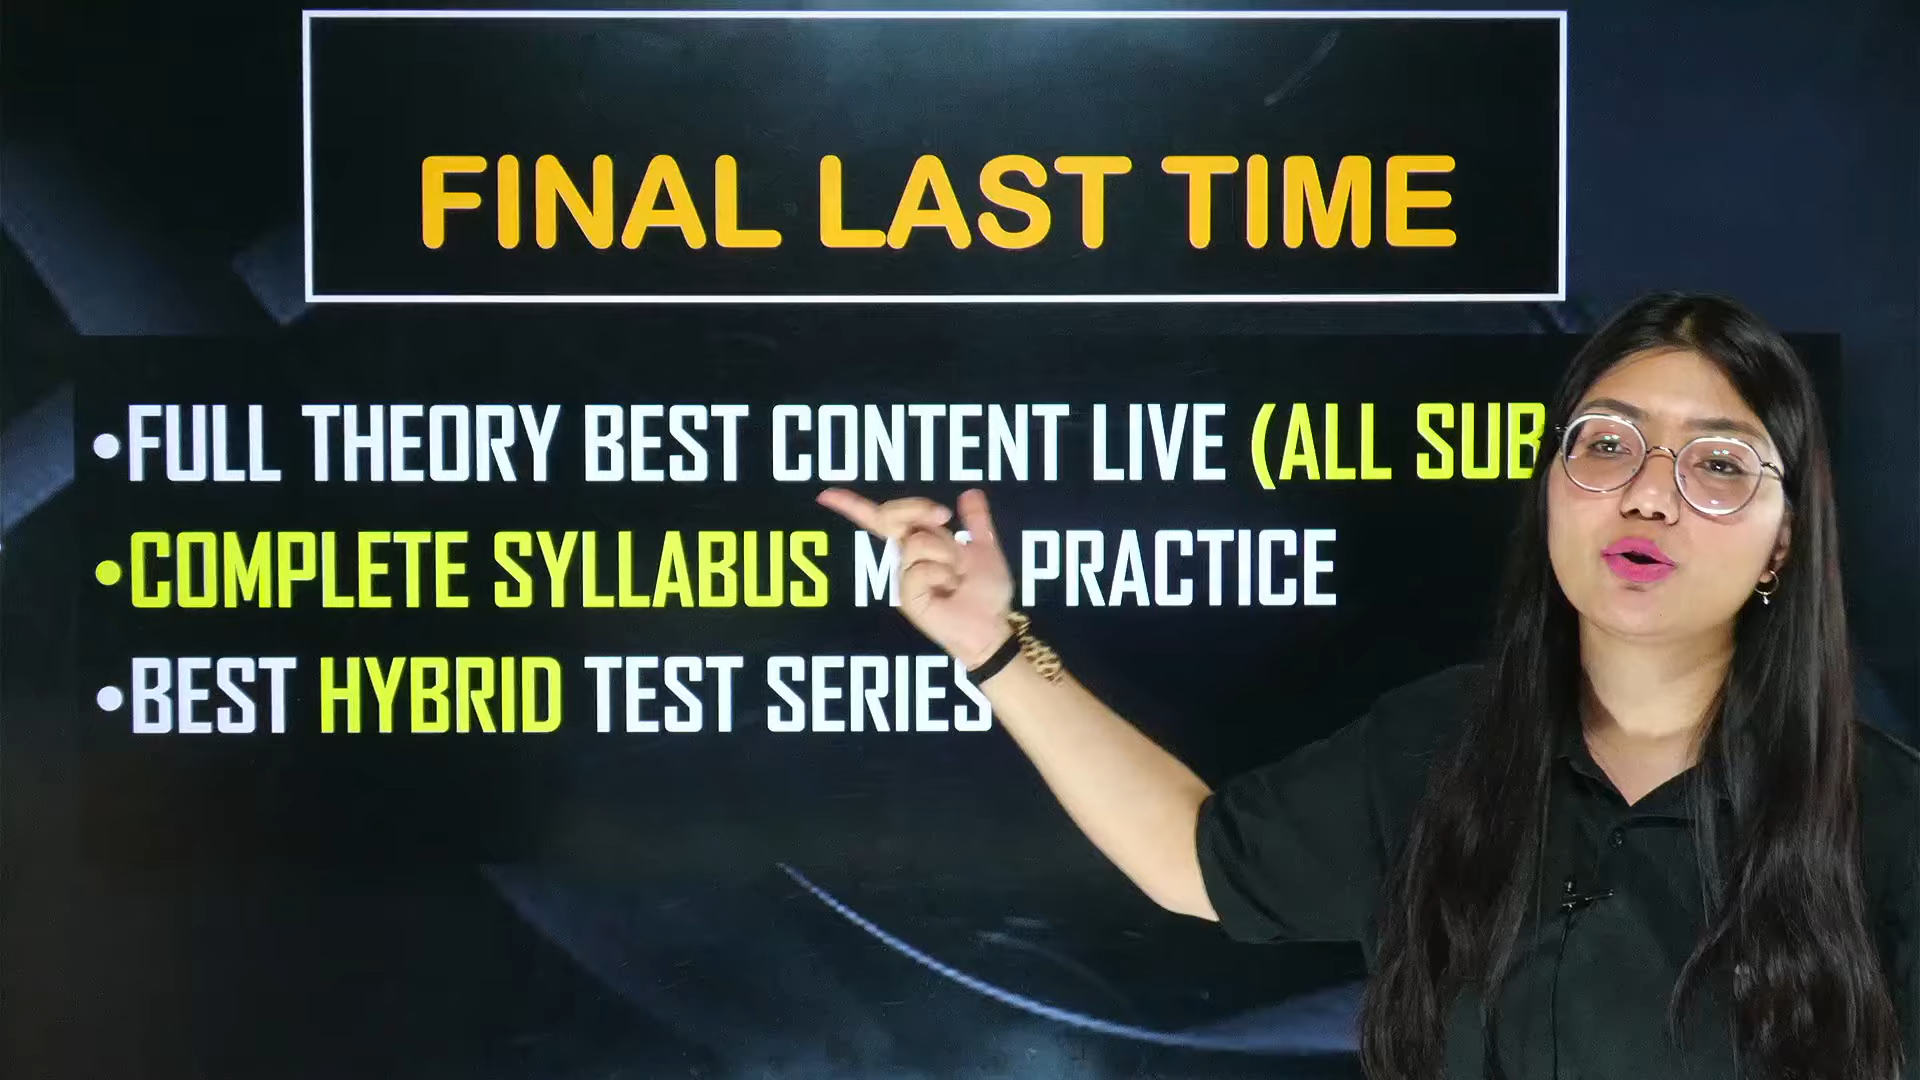 FINAL LAST TIME
•FULL THEORY BEST CONTENT LIVE (ALL SUB
•COMPLETE SYLLABUS PRACTICE
•BEST HYBRID TEST SERIES